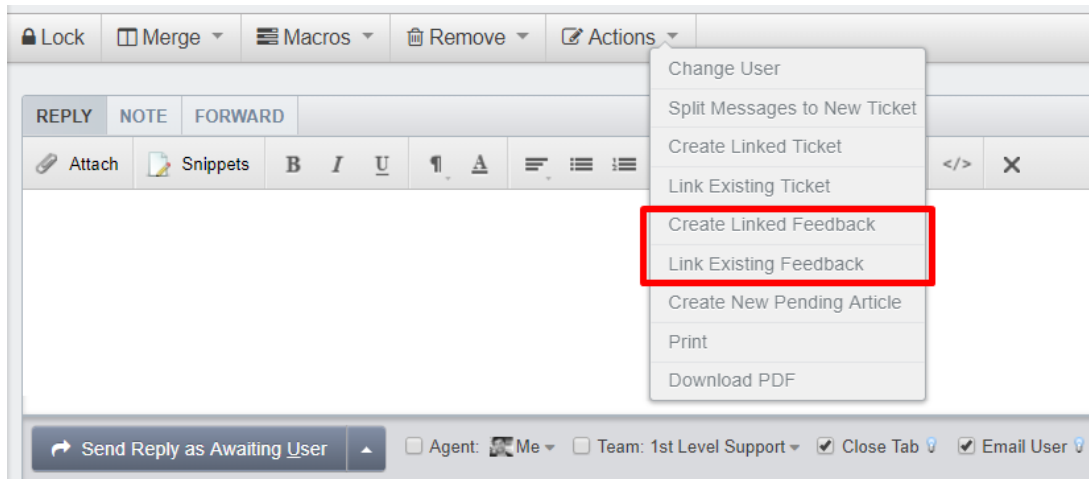 Lock Merge Macros Remove Actions
Change User
Split Messages to New Ticket
Create Linked Ticket
Link Existing Ticket
Create Linked Feedback
Link Existing Feedback
Create New Pending Article
Print
Download PDF
REPLY NOTE FORWARD
Attach Snippets B I U ¶ A </> X
Send Reply as Awaiting User Agent: Me Team: 1st Level Support Close Tab Email User